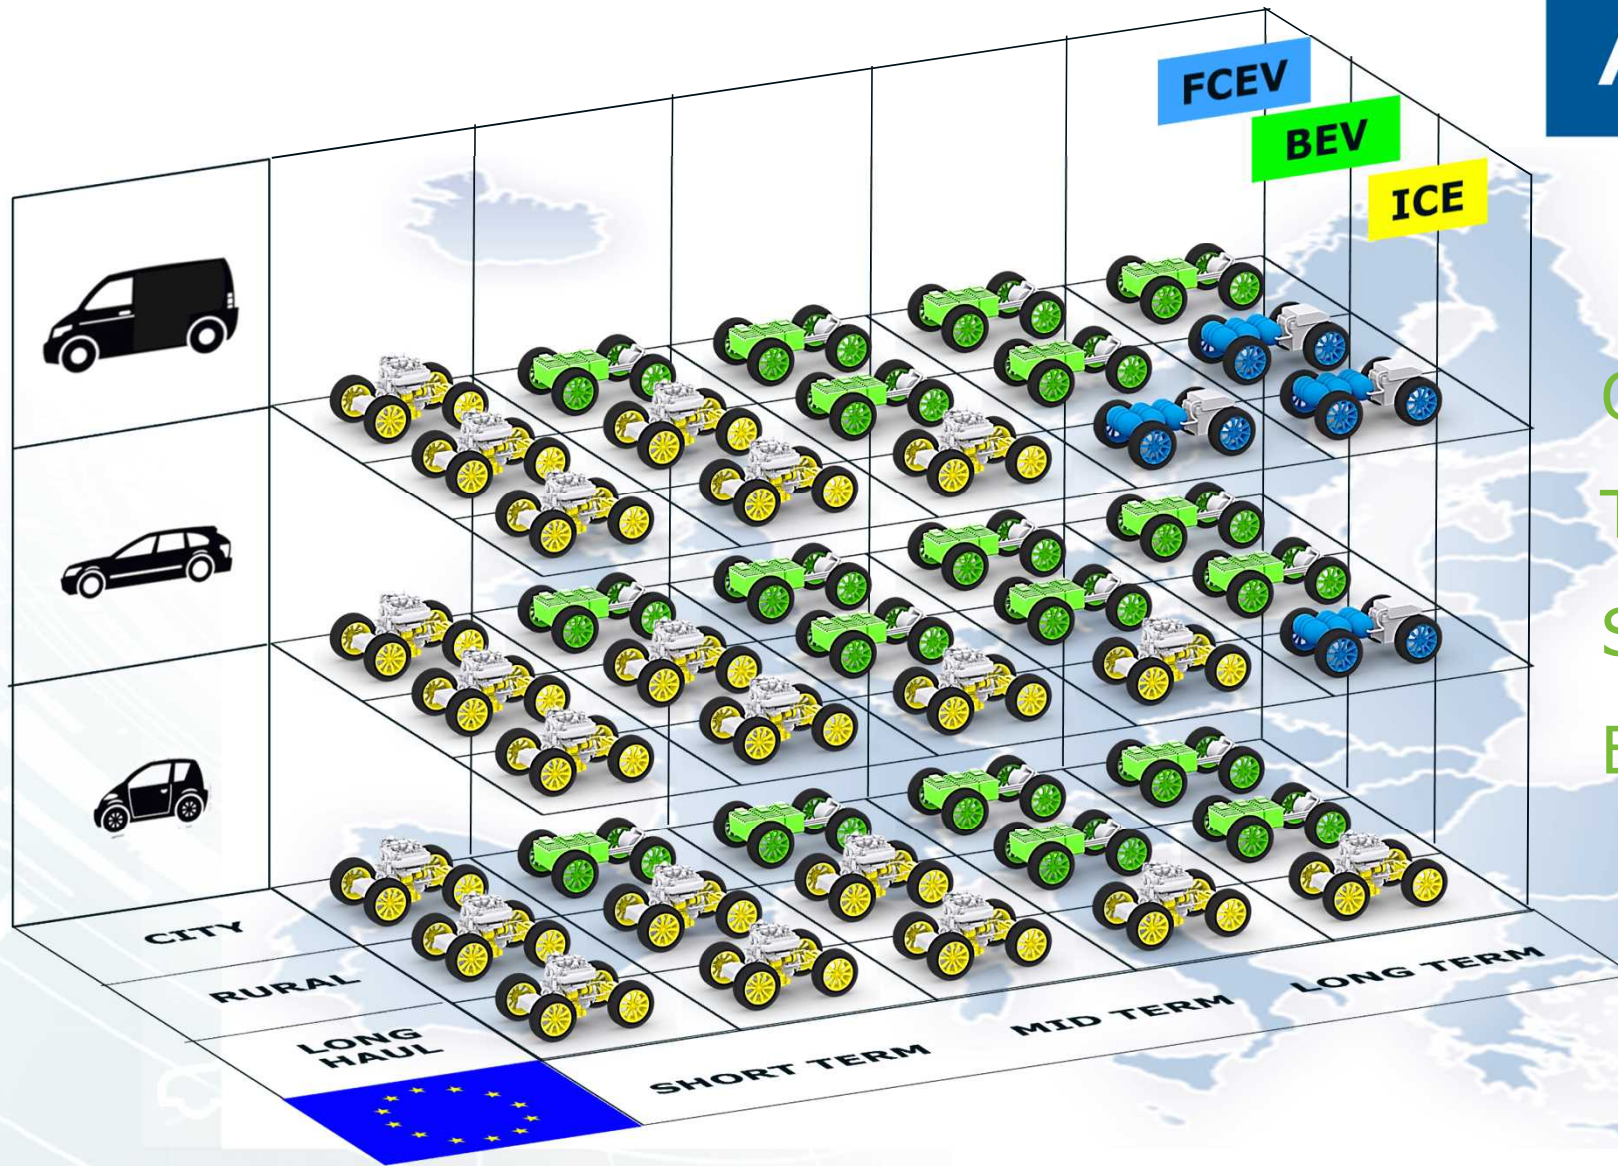 FCEV
BEV
ICE
CITY
RURAL
LONG
HAUL
SHORT TERM
MID TERM
LONG TERM